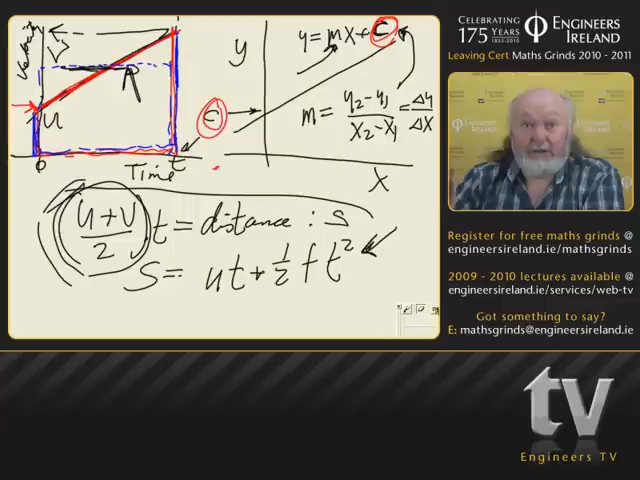 Velocity
V
U
0
Time
t
y
y = mx + C
C
m = y2 - y1 / x2 - x1 = Δy / Δx
x
(u+v / 2) t = distance : s
s = ut + 1/2 f t²
CELEBRATING
175 YEARS
1835-2010
ENGINEERS
IRELAND
Leaving Cert Maths Grinds 2010 - 2011
Register for free maths grinds @
engineersireland.ie/mathsgrinds
2009 - 2010 lectures available @
engineersireland.ie/services/web-tv
Got something to say?
E: mathsgrinds@engineersireland.ie
tv
Engineers TV